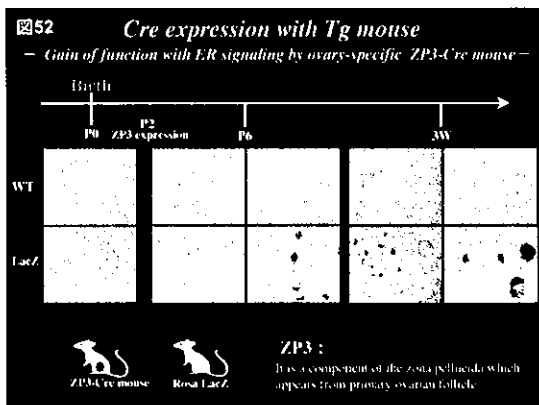 図52
Cre expression with Tg mouse
– Gain of function with ER signaling by ovary-specific ZP3-Cre mouse –
Birth
P0
P2
ZP3 expression
P6
3W
WT
LacZ
ZP3-Cre mouse
Rosa LacZ
ZP3 :
It is a component of the zona pellucida which
appears from primary ovarian follicle